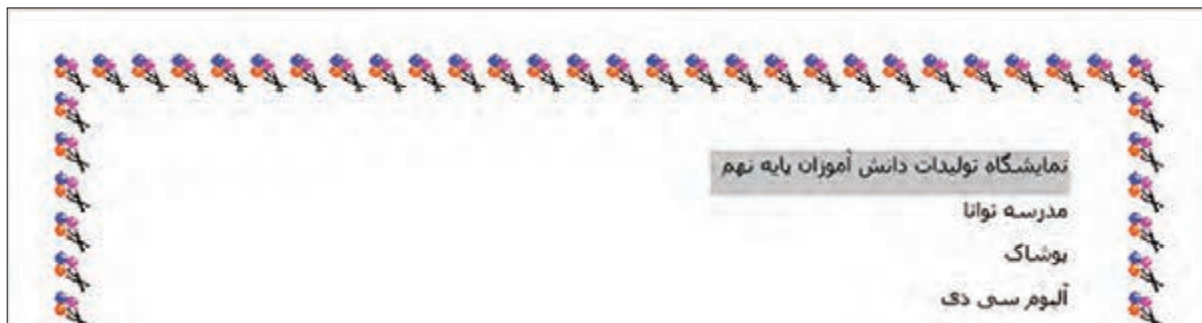 نمایشگاه تولیدات دانش آموزان پایه نهم
مدرسه توانا
پوشاک
آلبوم سی دی